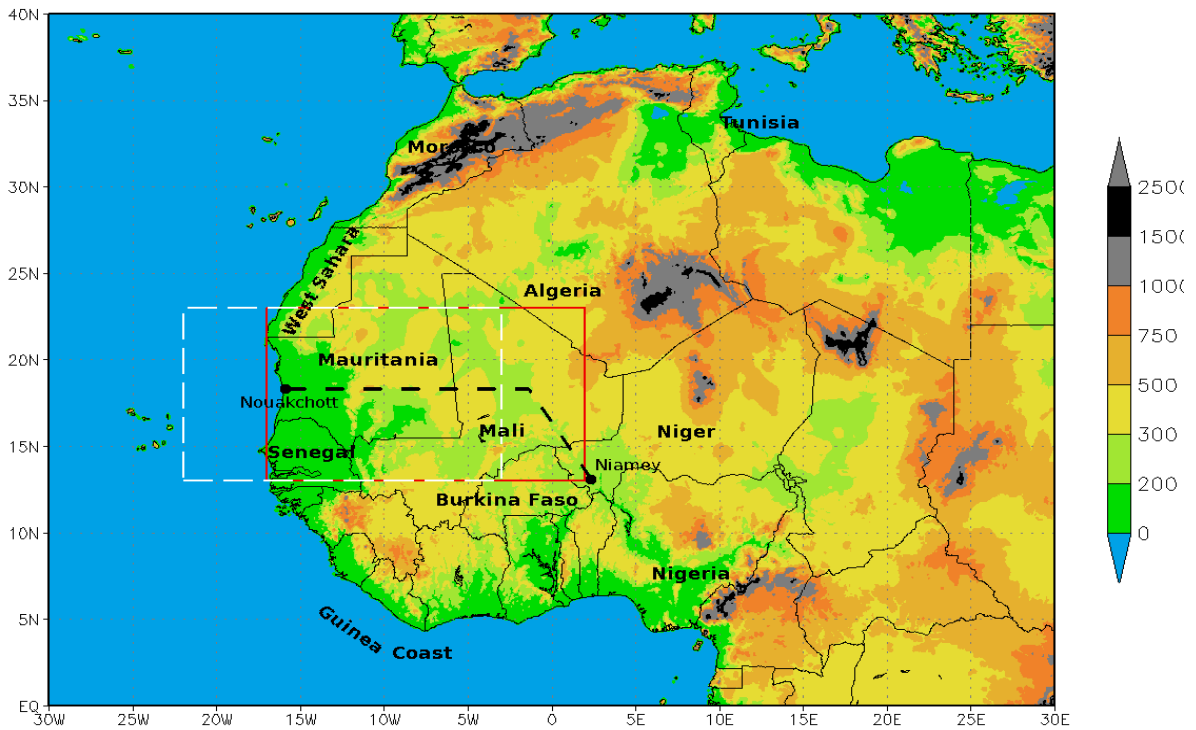 40N
35N
30N
25N
20N
15N
10N
5N
EQ
30W
25W
20W
15W
10W
5W
0
5E
10E
15E
20E
25E
30E
Morocco
Tunisia
West Sahara
Algeria
Mauritania
Nouakchott
Mali
Niger
Senegal
Niamey
Burkina Faso
Nigeria
Guinea Coast
2500
1500
1000
750
500
300
200
0